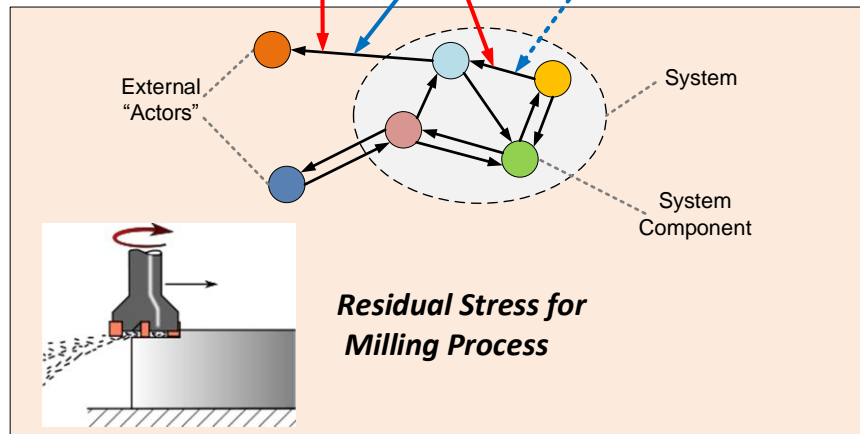 External
“Actors”
System
System
Component
Residual Stress for
Milling Process